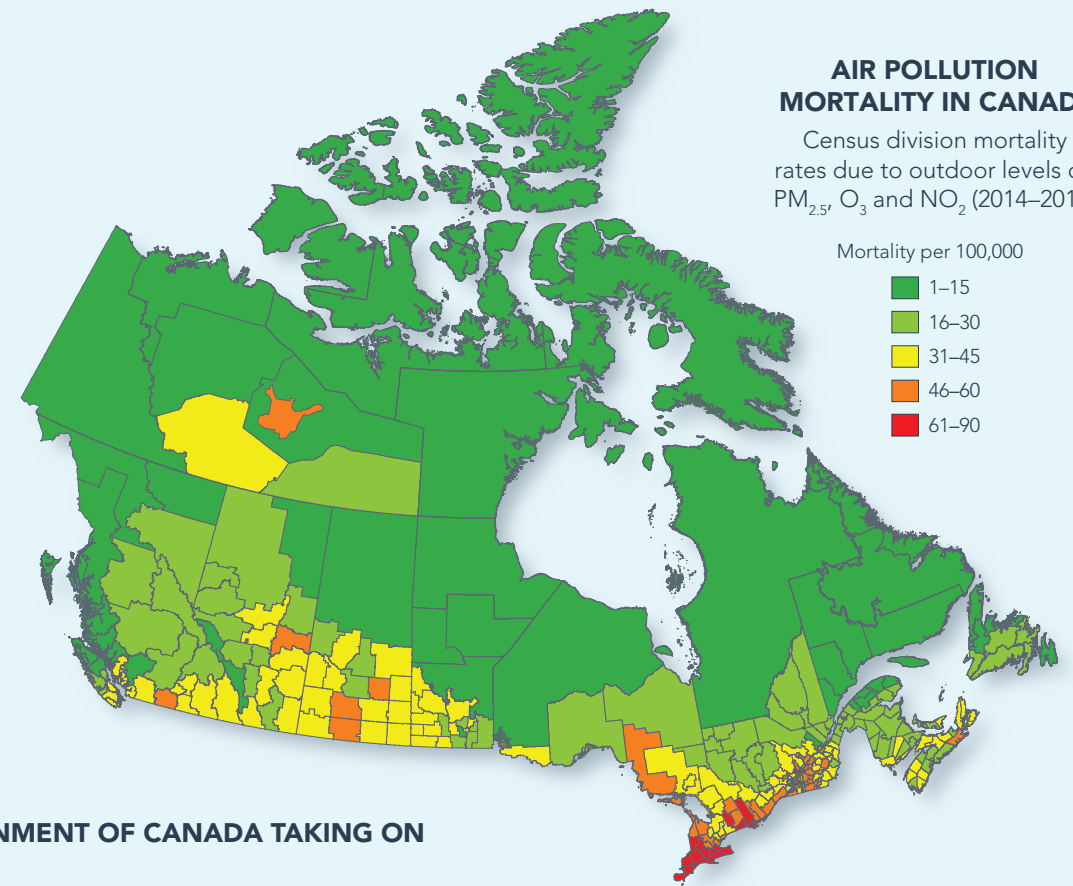 AIR POLLUTION
MORTALITY IN CANAD
Census division mortality
rates due to outdoor levels o
PM2.5, O3 and NO2 (2014–201
Mortality per 100,000
1–15
16–30
31–45
46–60
61–90
NMENT OF CANADA TAKING ON